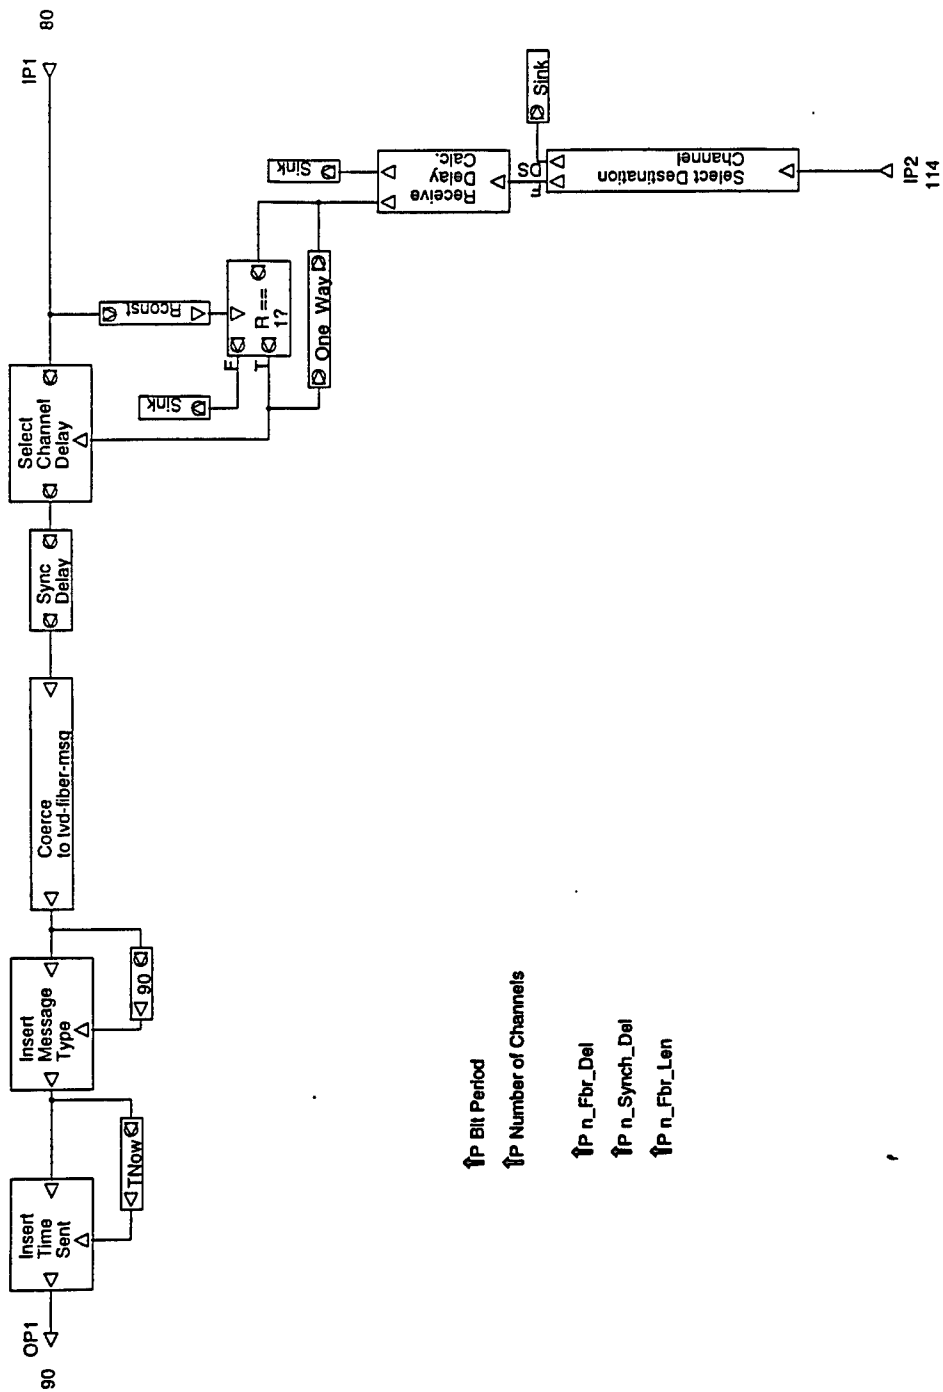 80
IP1
Select
Channel
Delay
Rconst
F
T
R ==
1?
Sink
One Way
Sink
Receive
Delay
Calc.
F
DS
Sink
Select Destination
Channel
IP2
114
Sync
Delay
Coerce
to tvd-fiber-msg
Insert
Message
Type
90
Insert
Time
Sent
TNow
OP1
90
⇑P Bit Period
⇑P Number of Channels
⇑P n_Fbr_Del
⇑P n_Synch_Del
⇑P n_Fbr_Len